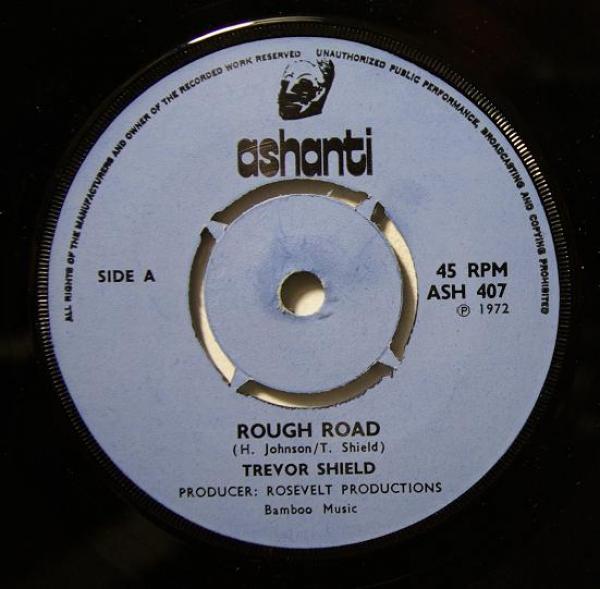 ALL RIGHTS OF THE MANUFACTURERS AND OWNER OF THE RECORDED WORK RESERVED UNAUTHORIZED PUBLIC PERFORMANCE, BROADCASTING AND COPYING PROHIBITED
ashanti
SIDE A
45 RPM
ASH 407
℗ 1972
ROUGH ROAD
(H. Johnson/T. Shield)
TREVOR SHIELD
PRODUCER: ROSEVELT PRODUCTIONS
Bamboo Music